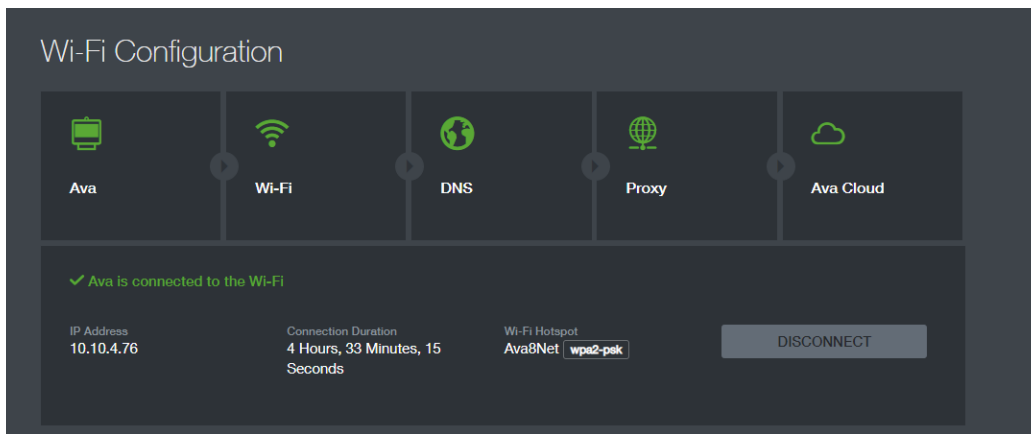 Wi-Fi Configuration
Ava
Wi-Fi
DNS
Proxy
Ava Cloud
Ava is connected to the Wi-Fi
IP Address
10.10.4.76
Connection Duration
4 Hours, 33 Minutes, 15
Seconds
Wi-Fi Hotspot
Ava8Net wpa2-psk
DISCONNECT